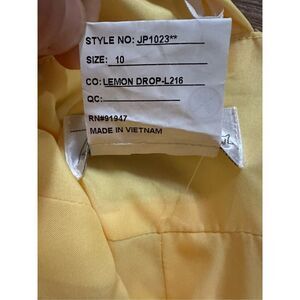 STYLE NO: JP1023**
SIZE: 10
CO: LEMON DROP-L216
QC:
RN#91947
MADE IN VIETNAM